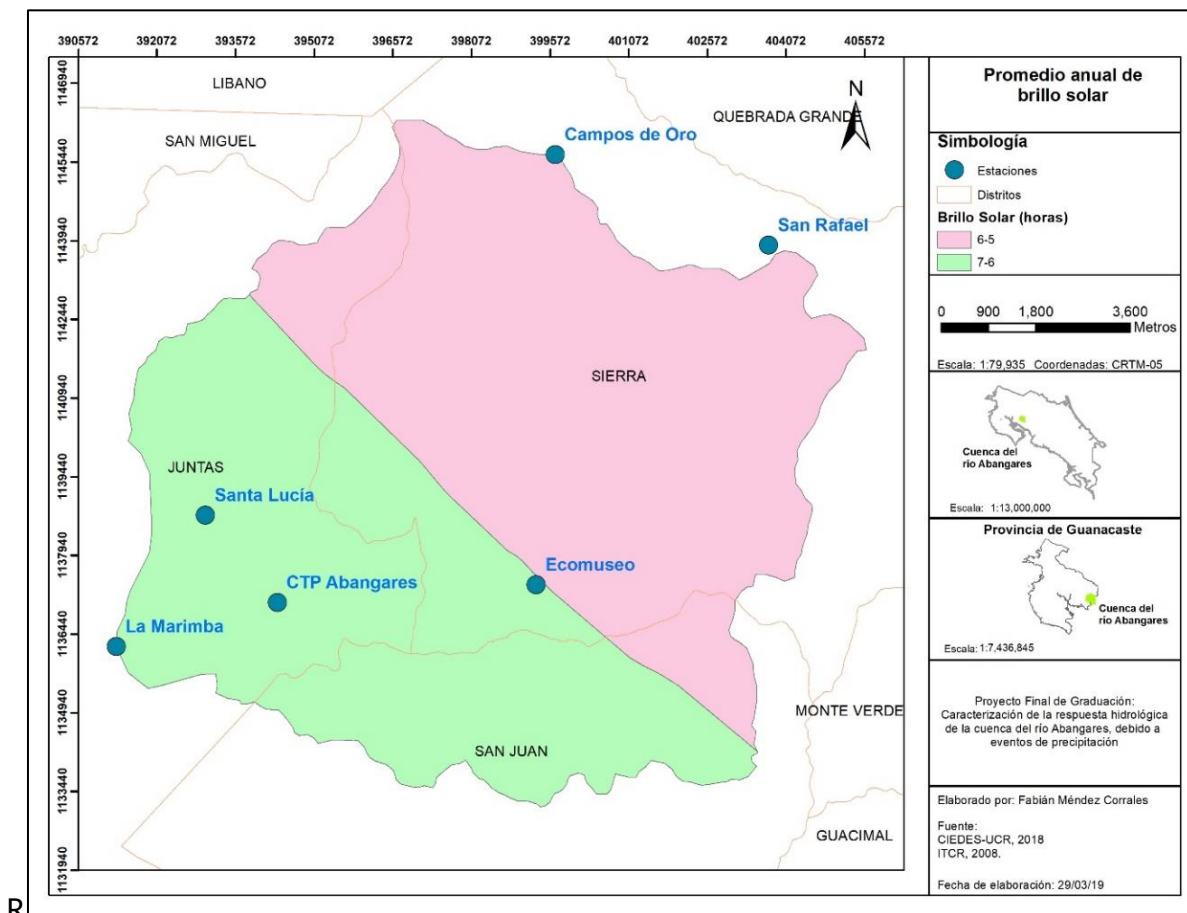 390572 392072 393572 395072 396572 398072 399572 401072 402572 404072 405572
1146940
1145440
1143940
1142440
1140940
1139440
1137940
1136440
1134940
1133440
1131940
LIBANO
SAN MIGUEL
QUEBRADA GRANDE
N
Campos de Oro
San Rafael
SIERRA
JUNTAS
Santa Lucía
CTP Abangares
Ecomuseo
La Marimba
MONTE VERDE
SAN JUAN
GUACIMAL
Promedio anual de
brillo solar
Simbología
Estaciones
Distritos
Brillo Solar (horas)
6-5
7-6
0 900 1,800 3,600
Metros
Escala: 1:79,935 Coordenadas: CRTM-05
Cuenca del
río Abangares
Escala: 1:13,000,000
Provincia de Guanacaste
Cuenca del
río Abangares
Escala: 1:7,436,845
Proyecto Final de Graduación:
Caracterización de la respuesta hidrológica
de la cuenca del río Abangares, debido a
eventos de precipitación
Elaborado por: Fabián Méndez Corrales
Fuente:
CIEDES-UCR, 2018
ITCR, 2008.
Fecha de elaboración: 29/03/19
R